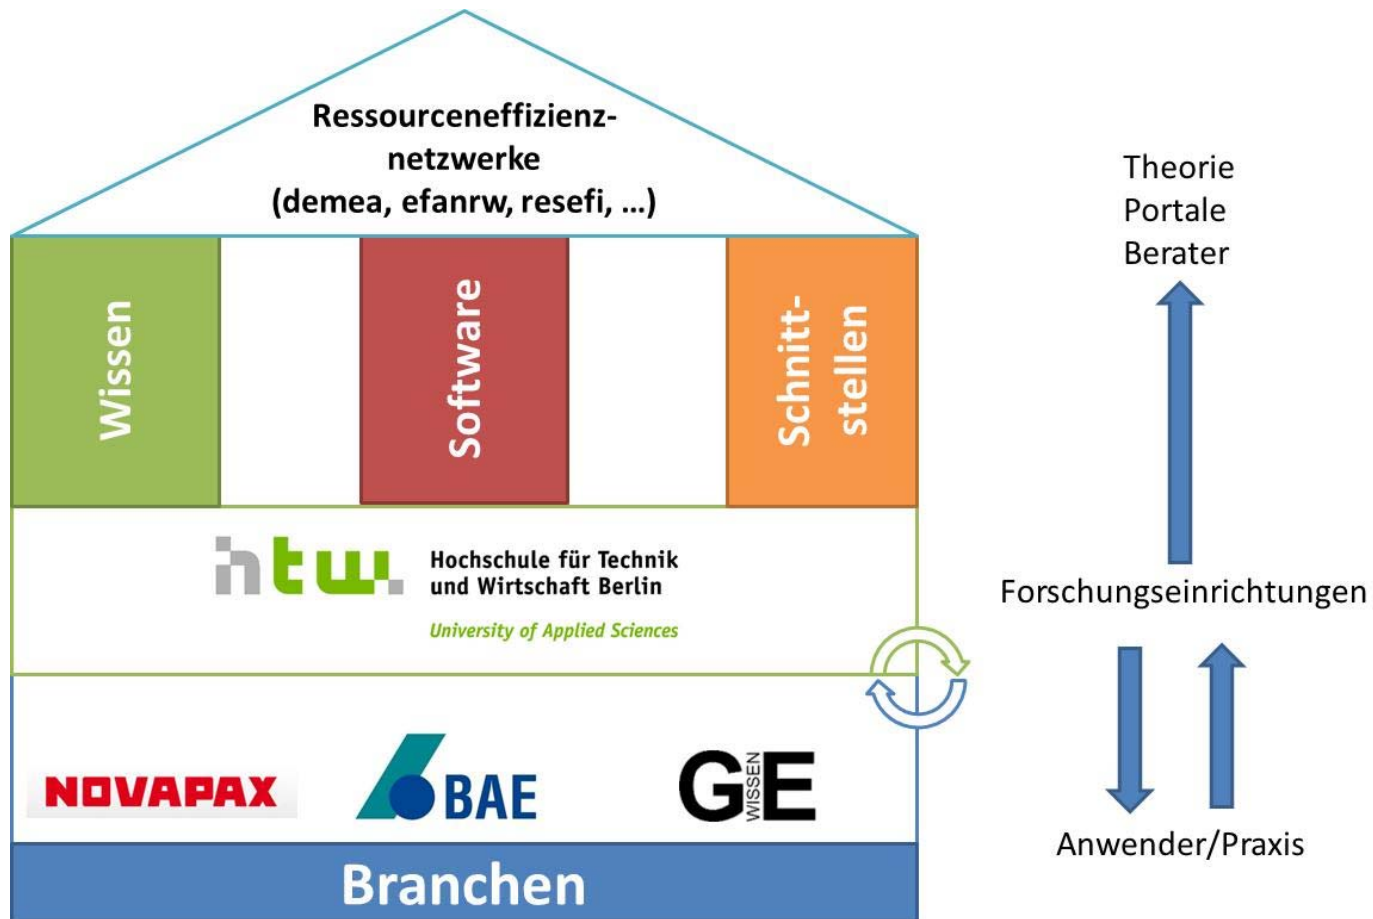 Ressourceneffizienz-
netzwerke
(demea, efanrw, resefi, ...)
Wissen
Software
Schnitt-
stellen
htw.
Hochschule für Technik
und Wirtschaft Berlin
University of Applied Sciences
NOVAPAX
BAE
G WISSEN E
Branchen
Theorie
Portale
Berater
Forschungseinrichtungen
Anwender/Praxis